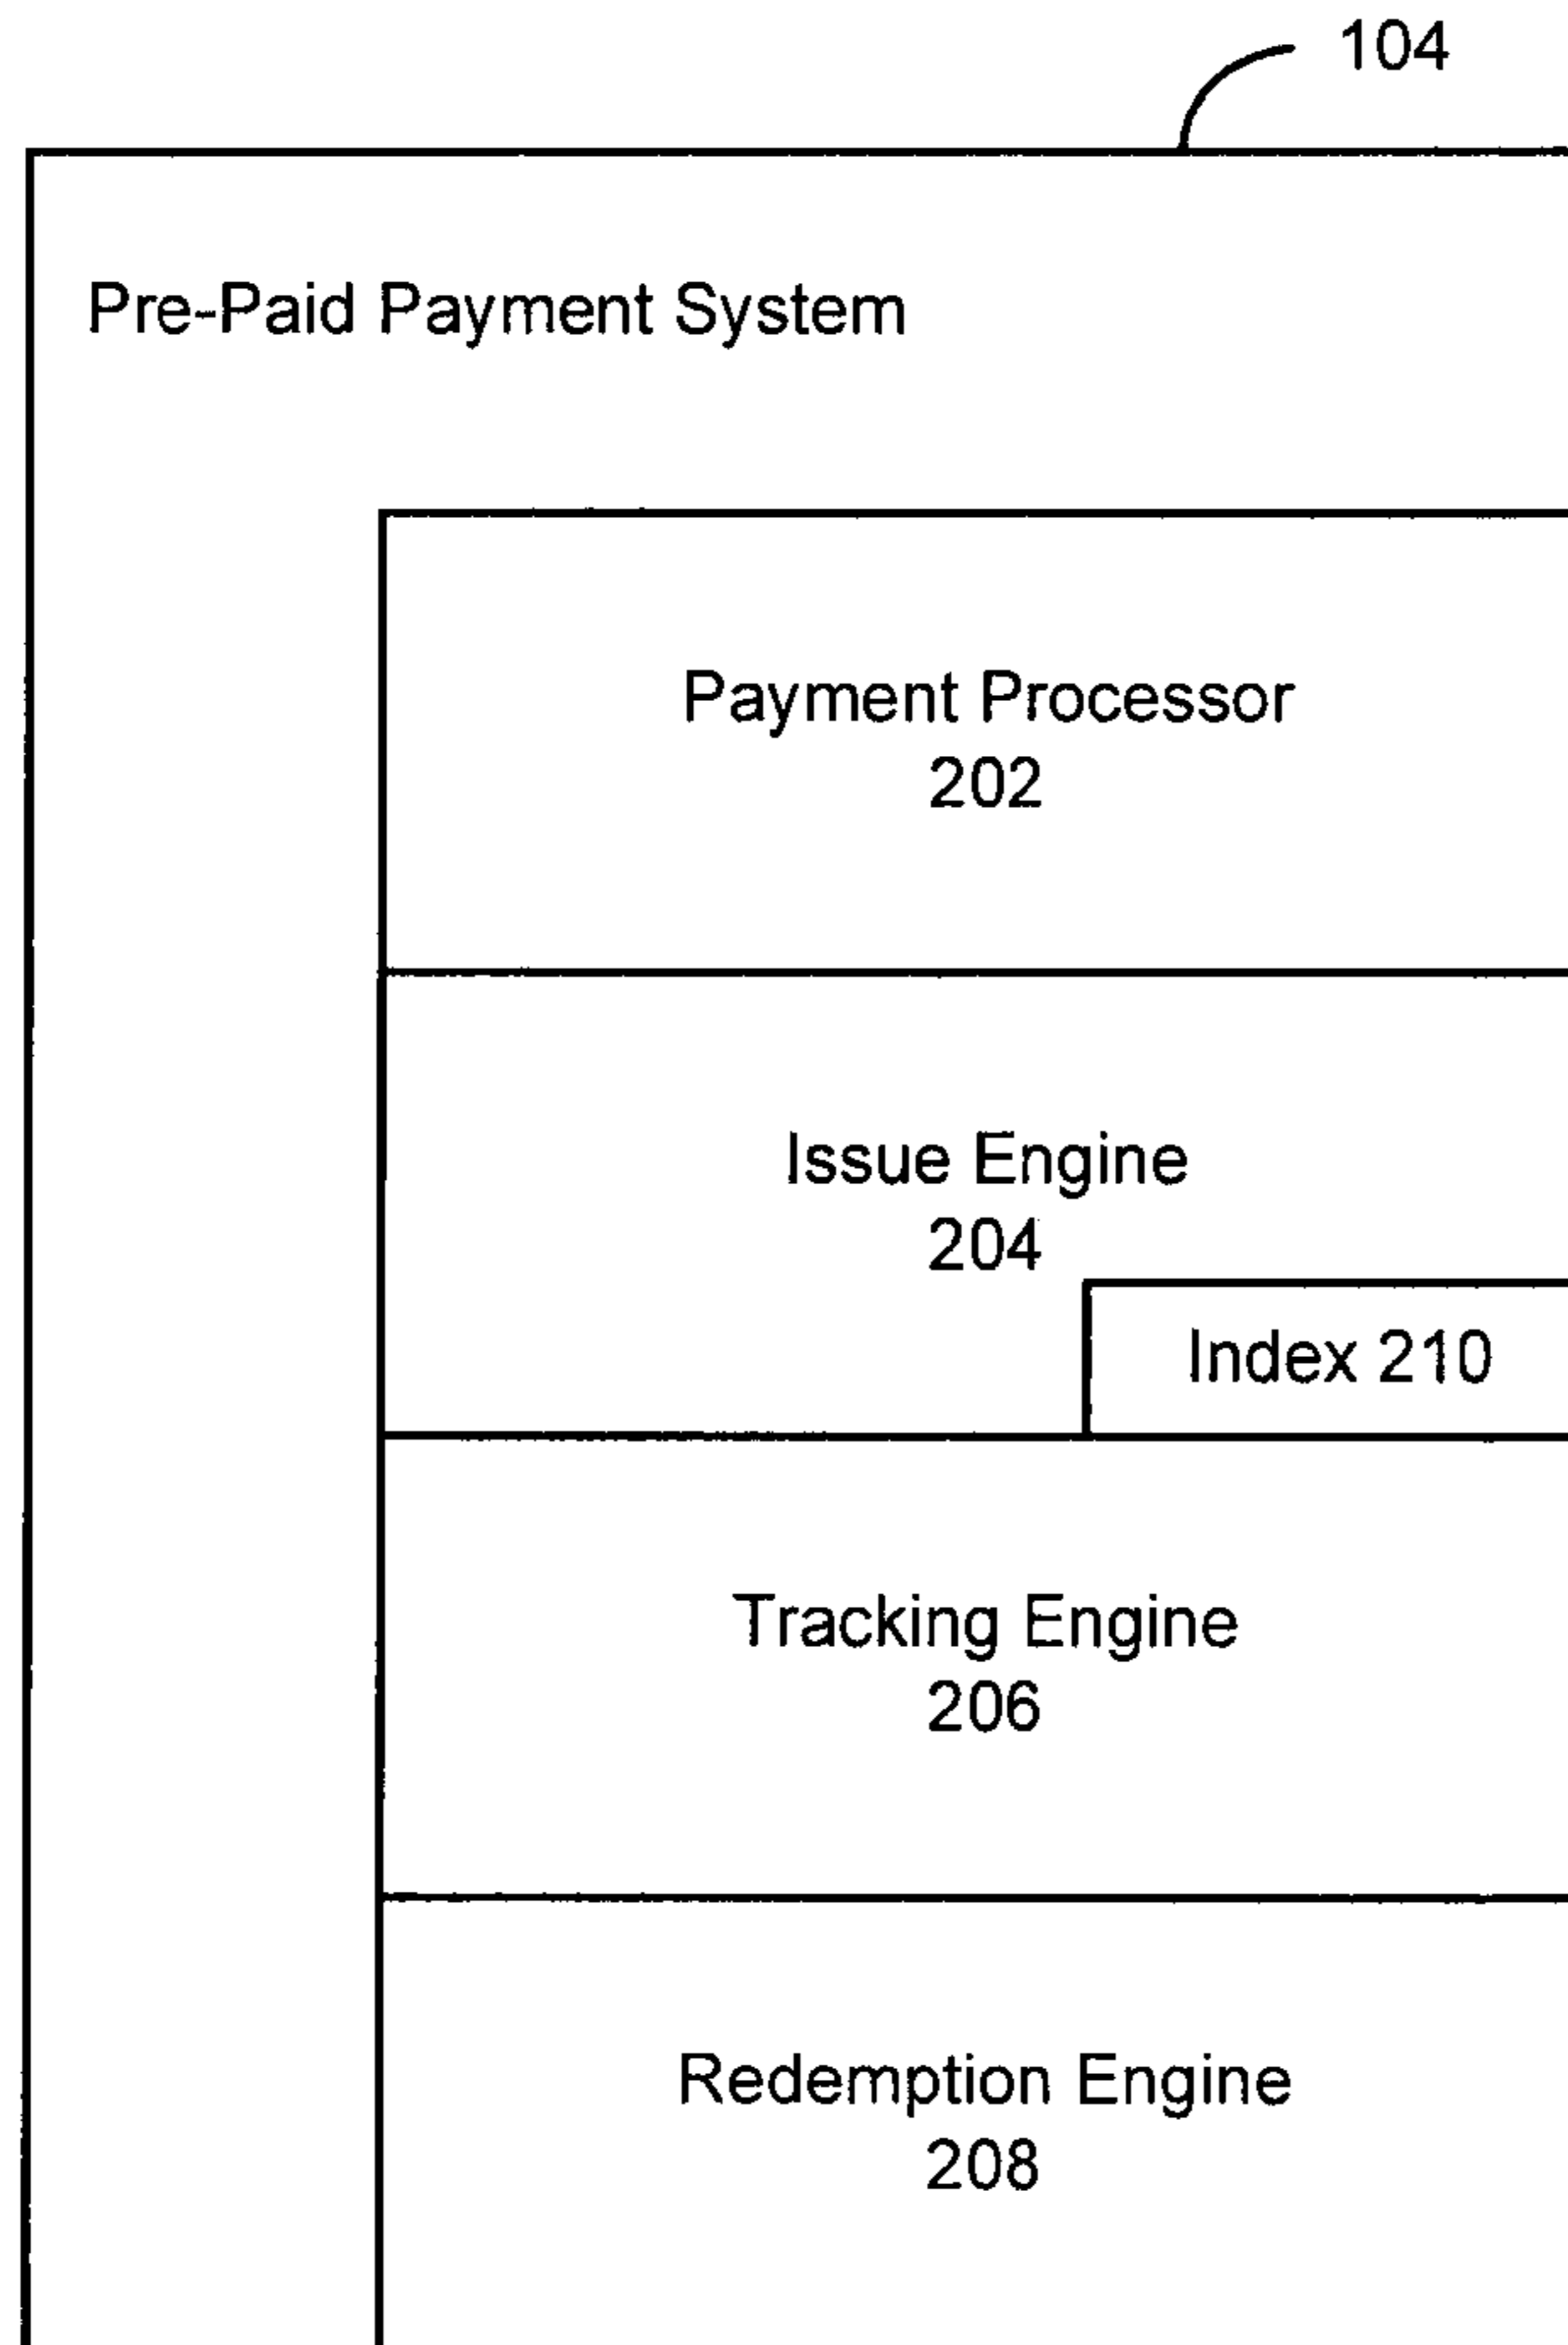 104
Pre-Paid Payment System
Payment Processor
202
Issue Engine
204
Index 210
Tracking Engine
206
Redemption Engine
208